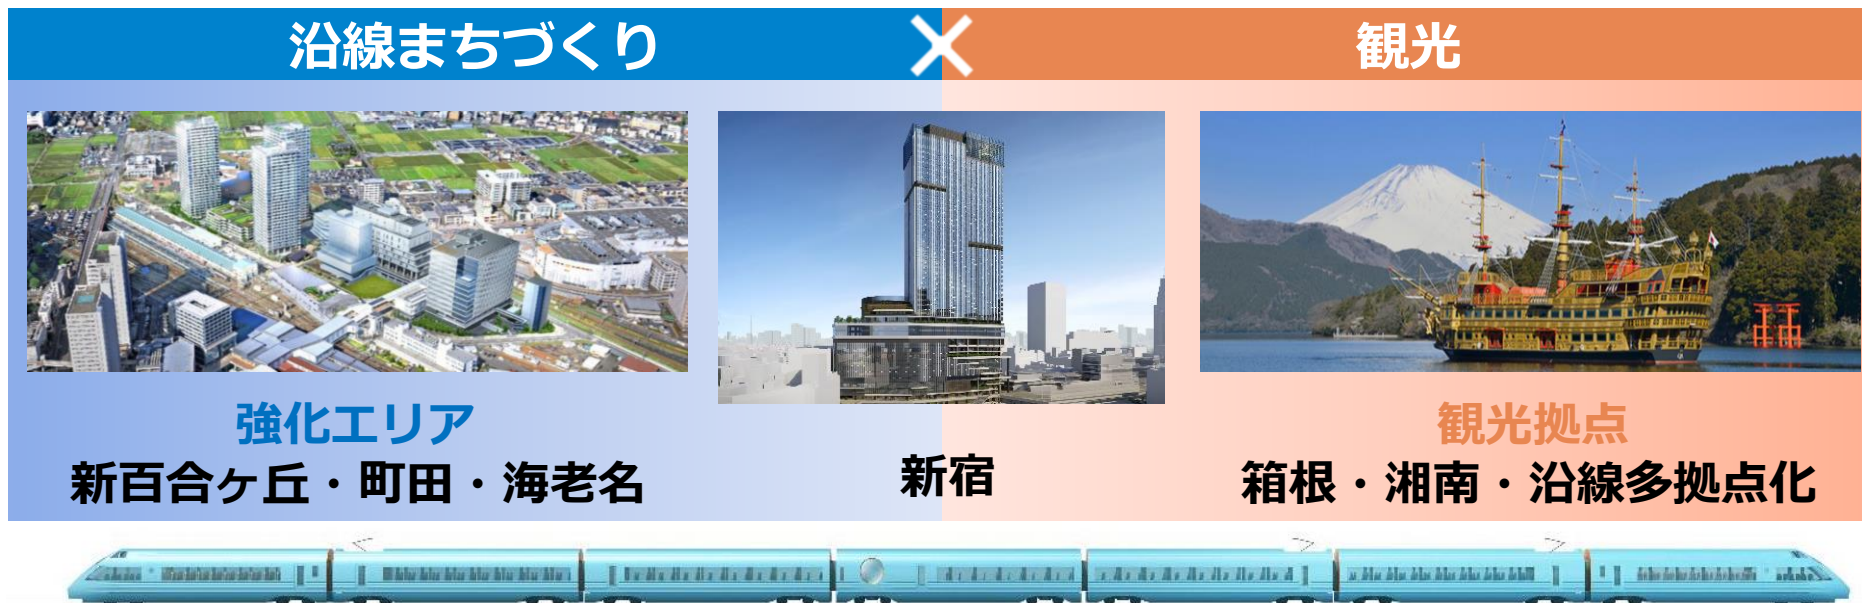 沿線まちづくり
×
観光
強化エリア
新百合ヶ丘・町田・海老名
新宿
観光拠点
箱根・湘南・沿線多拠点化